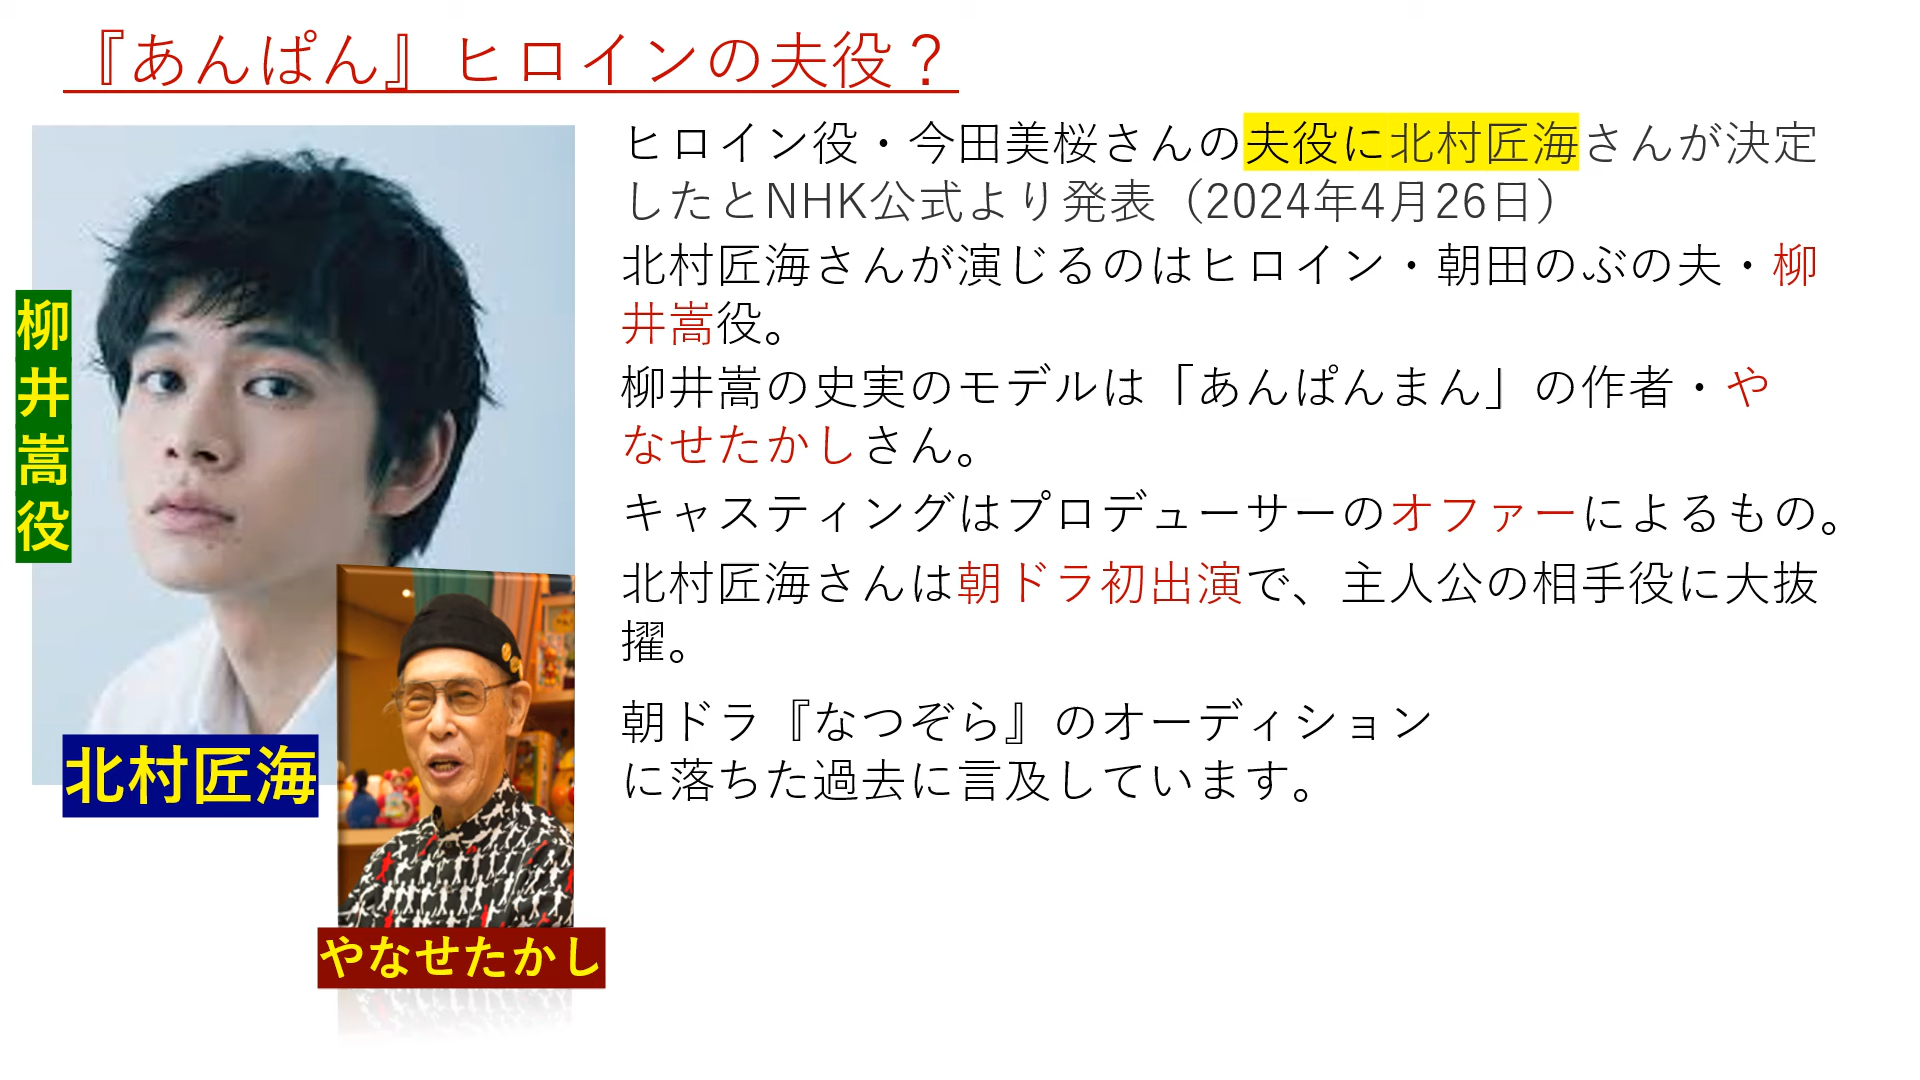 『あんぱん』ヒロインの夫役？
ヒロイン役・今田美桜さんの夫役に北村匠海さんが決定
したとNHK公式より発表（2024年4月26日）
北村匠海さんが演じるのはヒロイン・朝田のぶの夫・柳
井嵩役。
柳井嵩の史実のモデルは「あんぱんまん」の作者・や
なせたかしさん。
キャスティングはプロデューサーのオファーによるもの。
北村匠海さんは朝ドラ初出演で、主人公の相手役に大抜
擢。
朝ドラ『なつぞら』のオーディション
に落ちた過去に言及しています。
柳井嵩役
北村匠海
やなせたかし